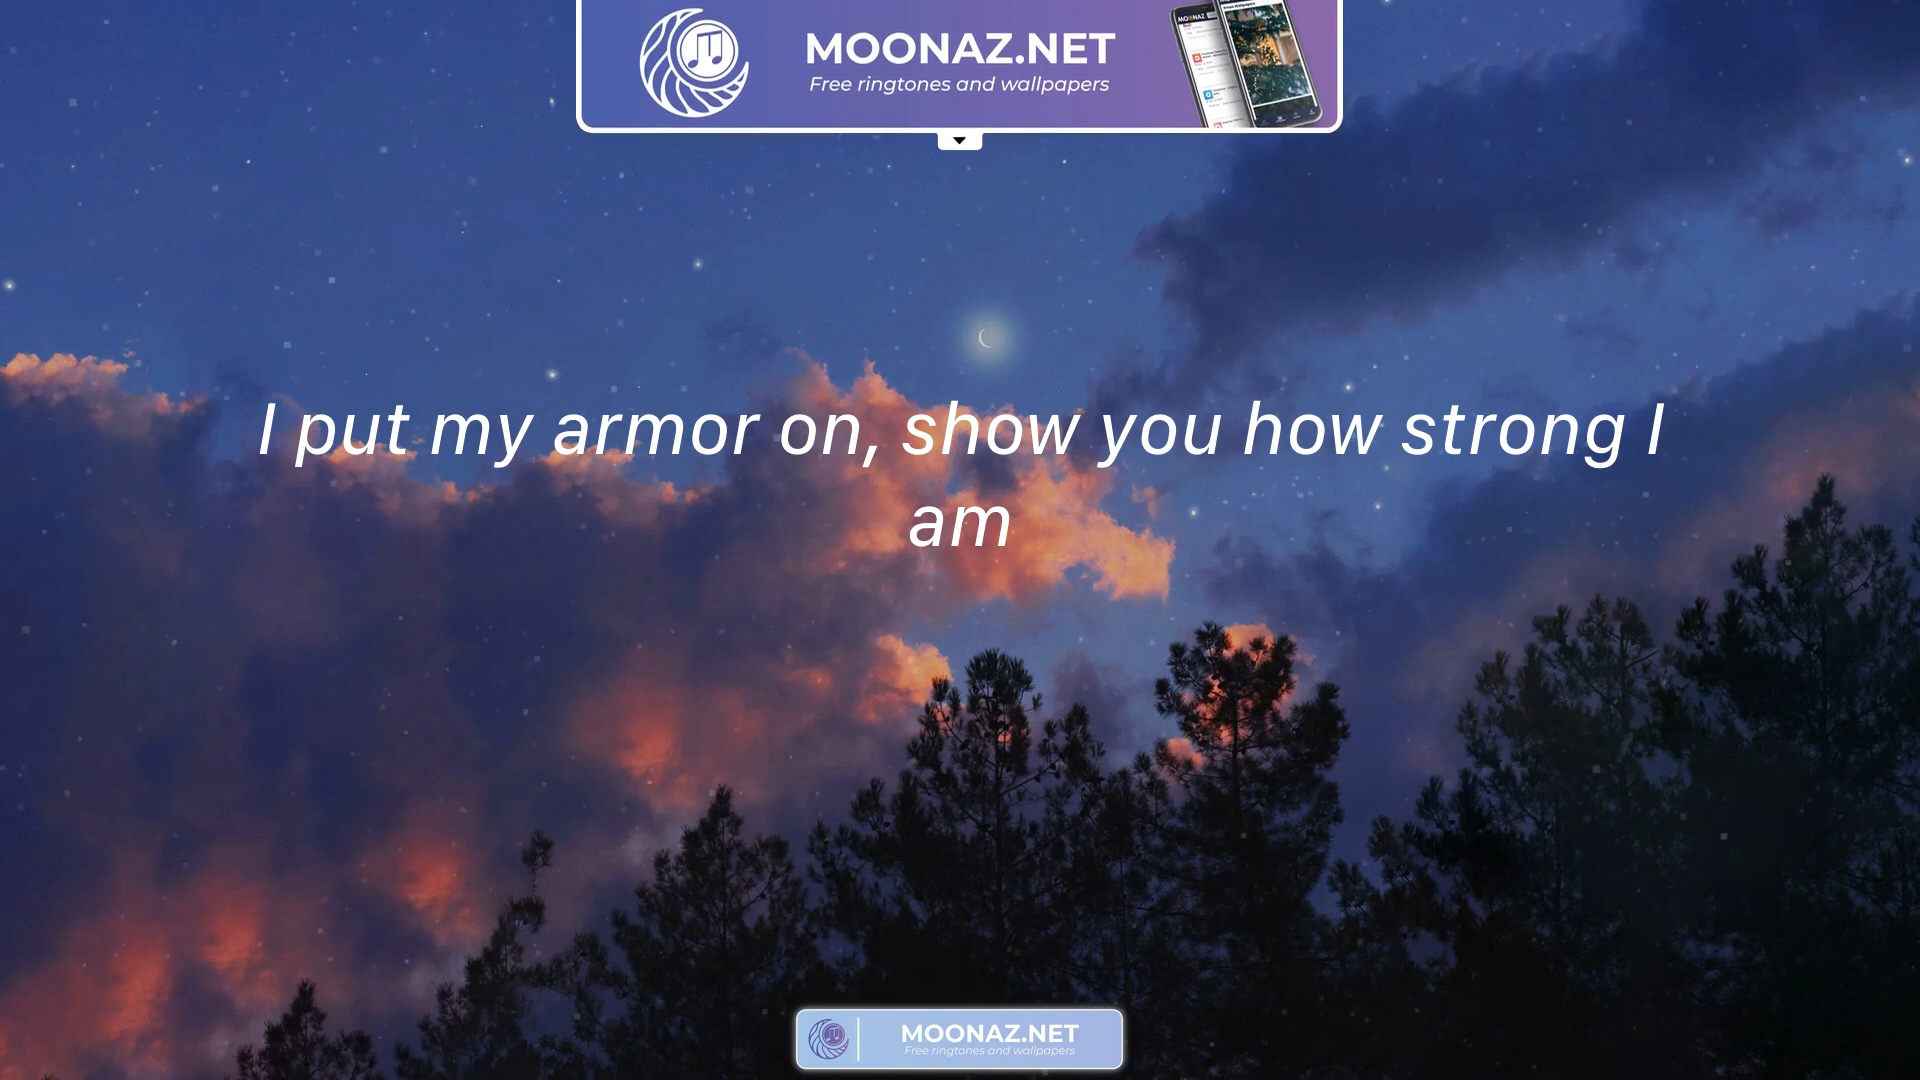 MOONAZ.NET
Free ringtones and wallpapers
I put my armor on, show you how strong I
am
MOONAZ.NET
Free ringtones and wallpapers